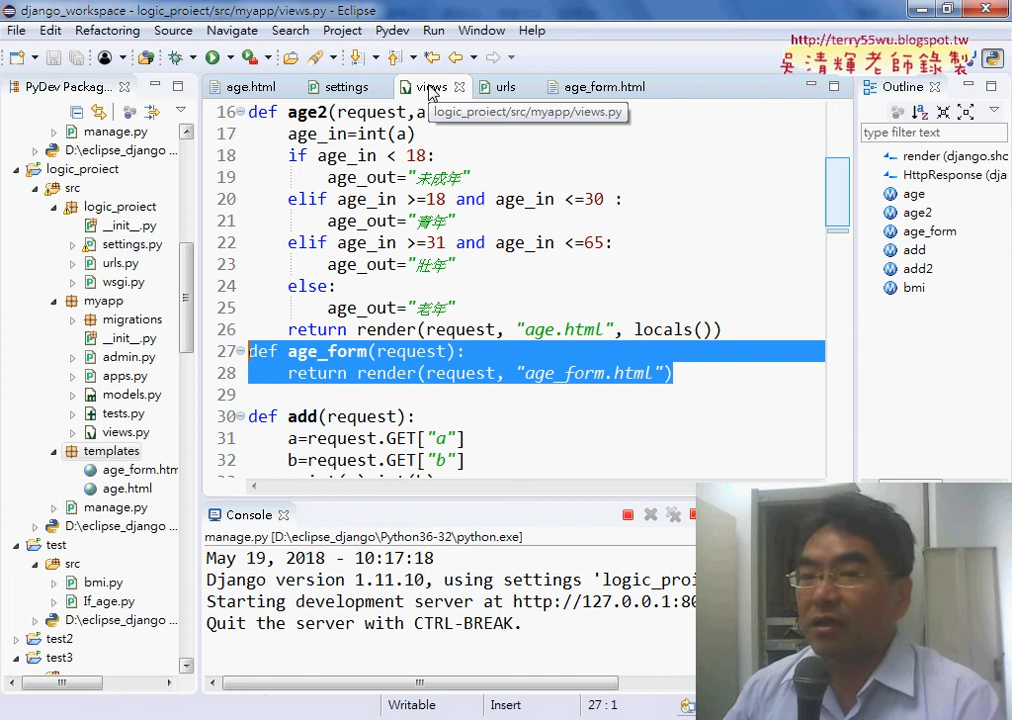 django_workspace - logic_proiect/src/myapp/views.py - Eclipse
File Edit Refactoring Source Navigate Search Project Pydev Run Window Help
http://terry55wu.blogspot.tw
吳清輝老師錄製
PyDev Packag...
age.html settings views urls age_form.html
Outline
logic_proiect/src/myapp/views.py
type filter text
manage.py
D:\eclipse_django ...
logic_proiect
src
logic_proiect
__init__.py
settings.py
urls.py
wsgi.py
myapp
migrations
__init__.py
admin.py
apps.py
models.py
tests.py
views.py
templates
age_form.htm
age.html
manage.py
D:\eclipse_django ...
test
src
bmi.py
If_age.py
D:\eclipse_django ...
test2
test3
16 def age2(request,a
17 age_in=int(a)
18 if age_in < 18:
19 age_out="未成年"
20 elif age_in >=18 and age_in <=30 :
21 age_out="青年"
22 elif age_in >=31 and age_in <=65:
23 age_out="壯年"
24 else:
25 age_out="老年"
26 return render(request, "age.html", locals())
27 def age_form(request):
28 return render(request, "age_form.html")
29
30 def add(request):
31 a=request.GET["a"]
32 b=request.GET["b"]
render (django.shc
HttpResponse (dja
age
age2
age_form
add
add2
bmi
Console
manage.py [D:\eclipse_django\Python36-32\python.exe]
May 19, 2018 - 10:17:18
Django version 1.11.10, using settings 'logic_proi
Starting development server at http://127.0.0.1:80
Quit the server with CTRL-BREAK.
Writable Insert 27 : 1